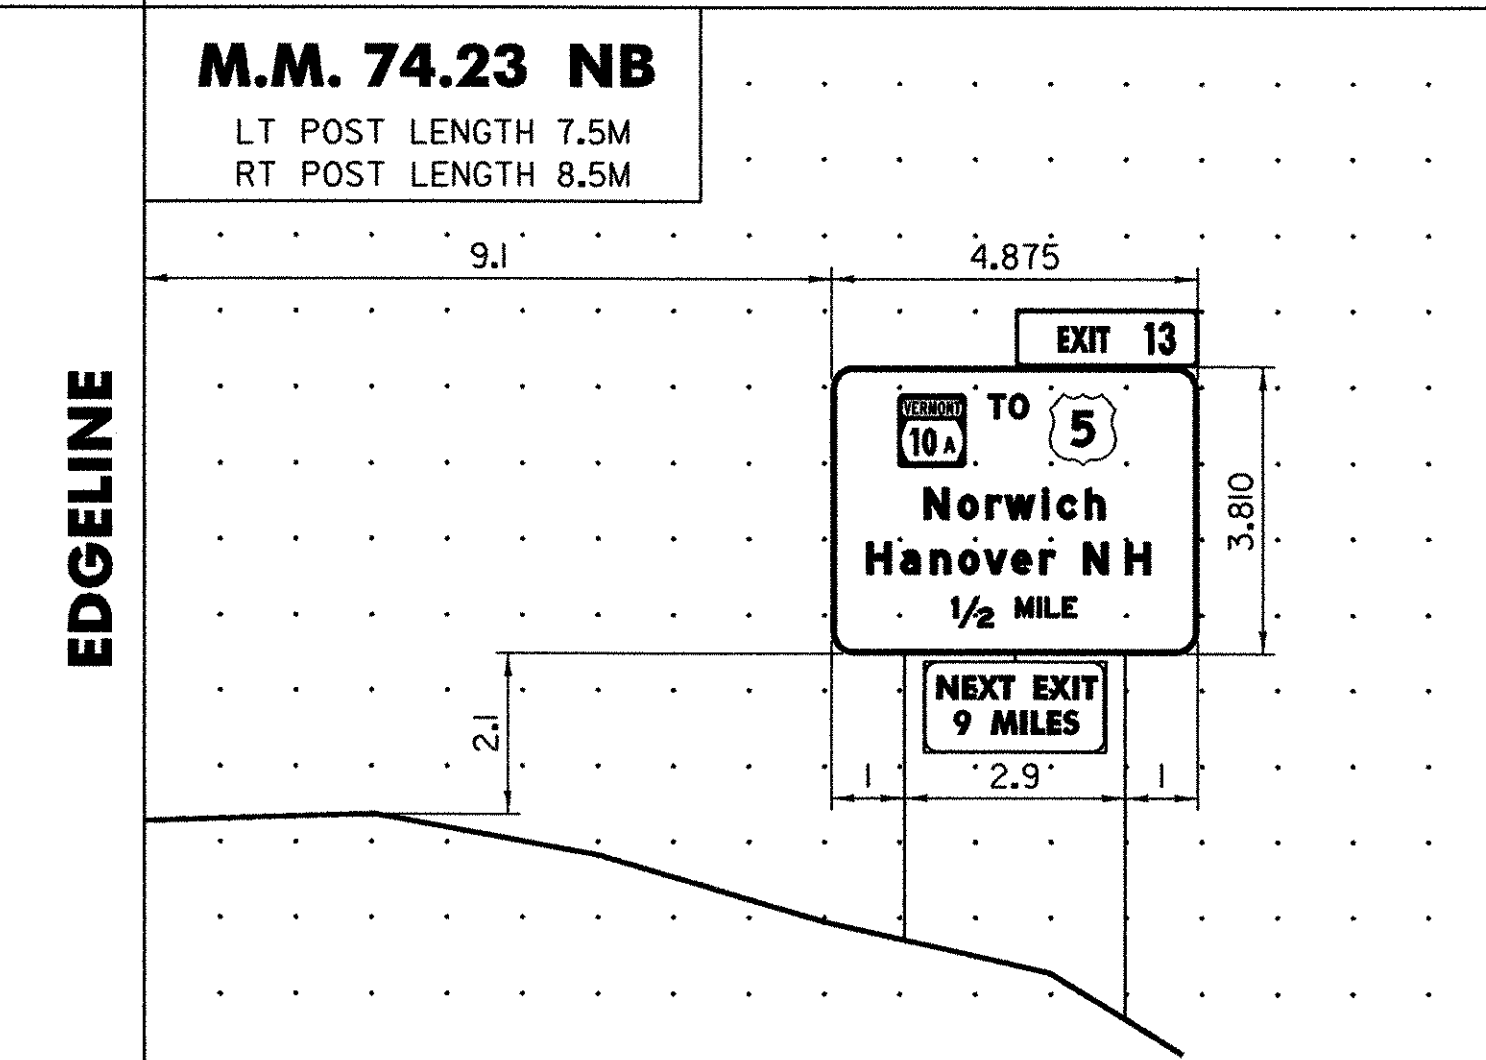 M.M. 74.23 NB
LT POST LENGTH 7.5M
RT POST LENGTH 8.5M
9.1
4.875
EXIT 13
VERMONT
10 A
TO
5
Norwich
Hanover NH
1/2 MILE
3.810
EDGELINE
NEXT EXIT
9 MILES
2.1
1
2.9
1